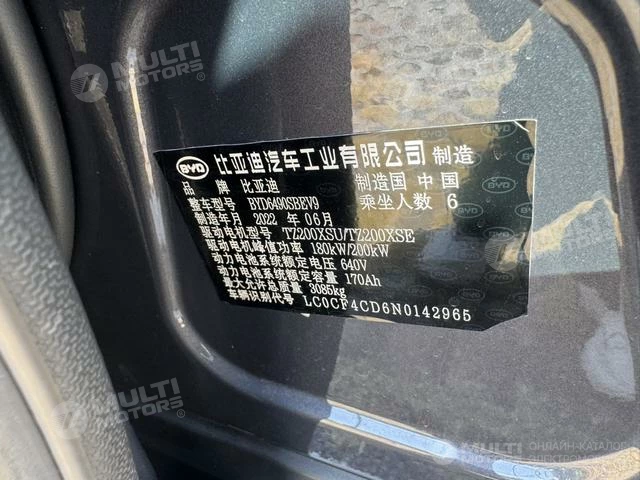 MULTI
MOTORS
BYD 比亚迪汽车工业有限公司 制造
品 牌 比亚迪 制造国 中 国
整车型号 BYD6490SBEV9 乘坐人数 6
制造年月 2022 年 06月
驱动电机型号 TZ200XSU/TZ200XSE
驱动电机峰值功率 180kW/200kW
动力电池系统额定电压 640V
动力电池系统额定容量 170Ah
最大允许总质量 3085kg
车辆识别代号 LC0CF4CD6N0142965
MULTI
MOTORS
MULTI
ОНЛАЙН-КАТАЛОГ